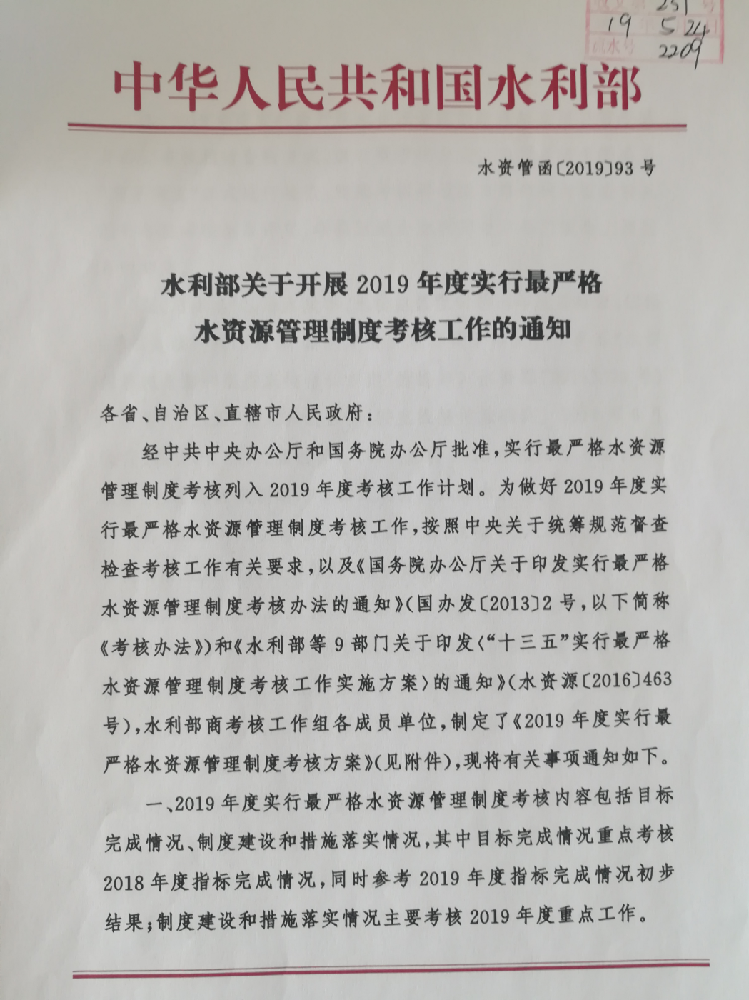 231 号
19 5 24
2209
中华人民共和国水利部
水资管函〔2019〕93 号
水利部关于开展 2019 年度实行最严格
水资源管理制度考核工作的通知
各省、自治区、直辖市人民政府：
经中共中央办公厅和国务院办公厅批准，实行最严格水资源
管理制度考核列入 2019 年度考核工作计划。为做好 2019 年度实
行最严格水资源管理制度考核工作，按照中央关于统筹规范督查
检查考核工作有关要求，以及《国务院办公厅关于印发实行最严格
水资源管理制度考核办法的通知》（国办发〔2013〕2 号，以下简称
《考核办法》）和《水利部等 9 部门关于印发〈“十三五”实行最严格
水资源管理制度考核工作实施方案〉的通知》（水资源〔2016〕463
号），水利部商考核工作组各成员单位，制定了《2019 年度实行最
严格水资源管理制度考核方案》（见附件），现将有关事项通知如下。
一、2019 年度实行最严格水资源管理制度考核内容包括目标
完成情况、制度建设和措施落实情况，其中目标完成情况重点考核
2018 年度指标完成情况，同时参考 2019 年度指标完成情况初步
结果；制度建设和措施落实情况主要考核 2019 年度重点工作。